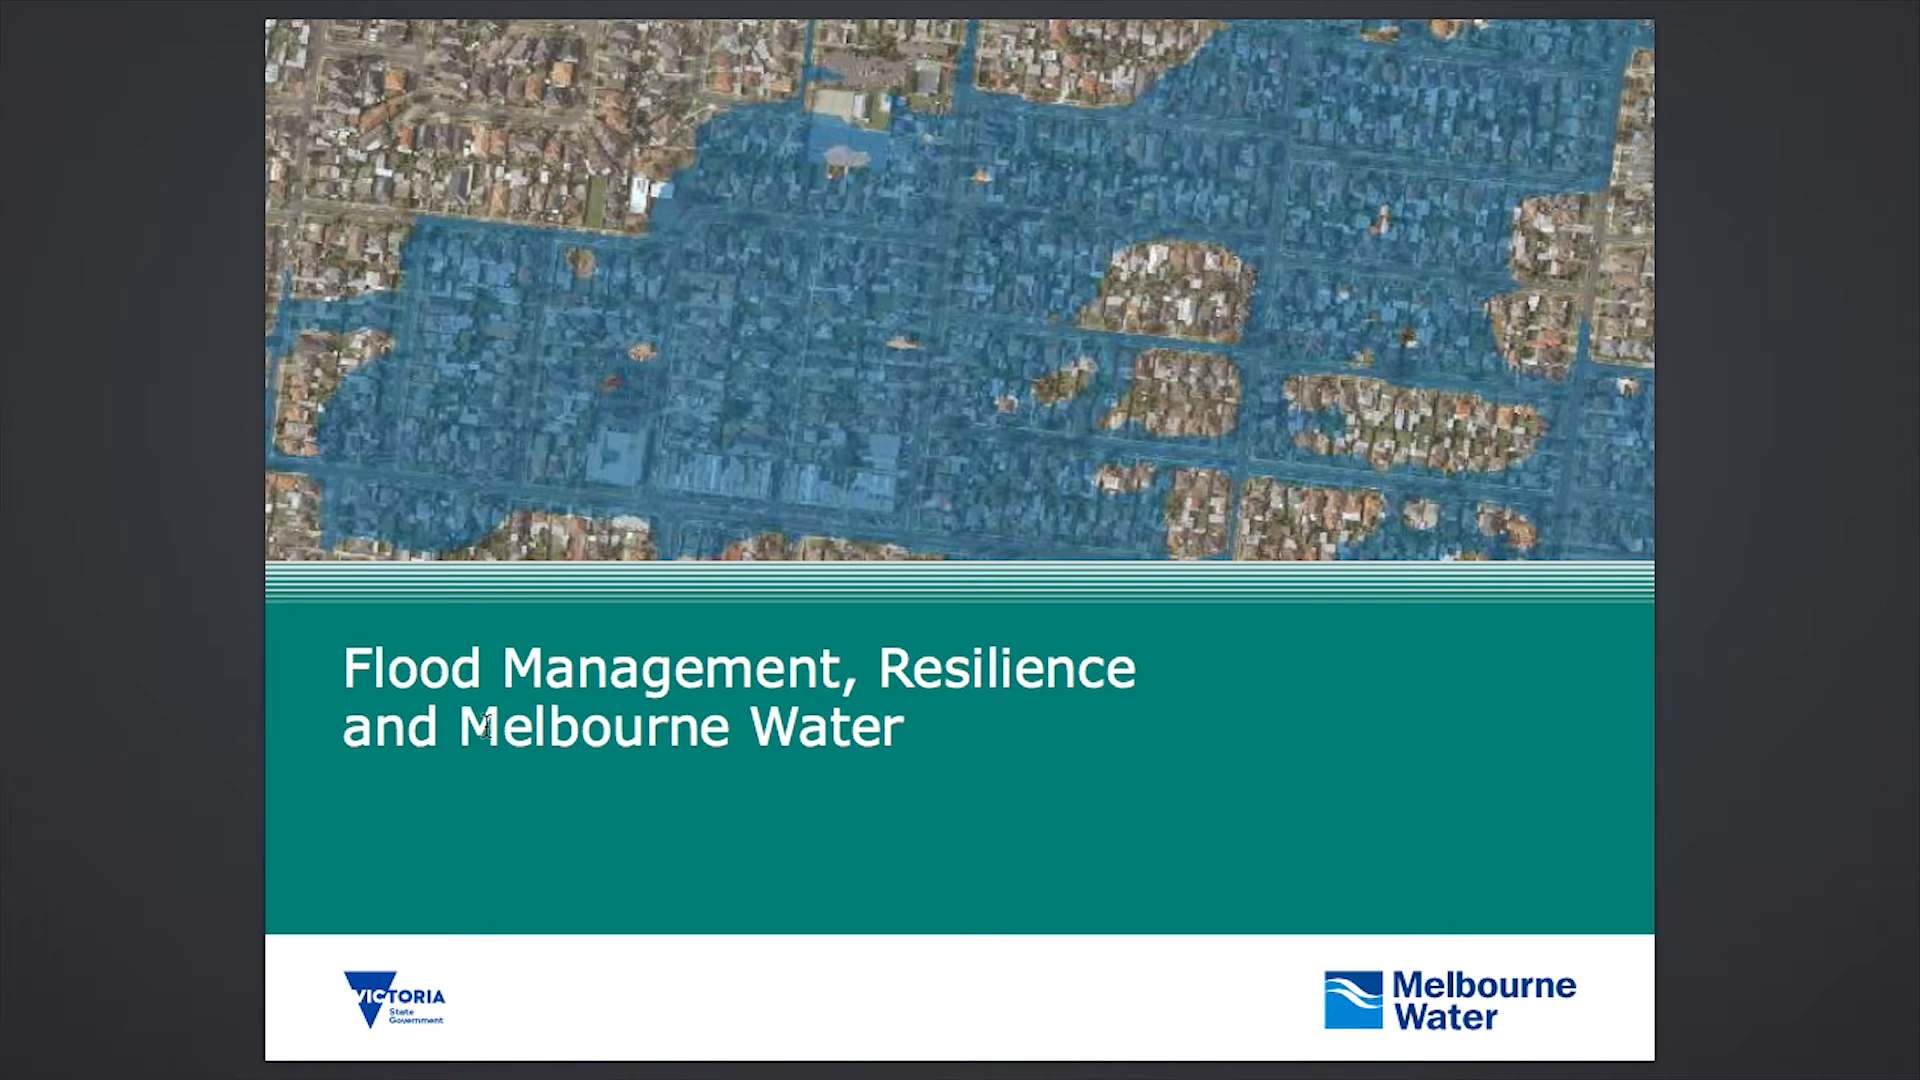 Flood Management, Resilience
and Melbourne Water
VICTORIA
State
Government
Melbourne
Water